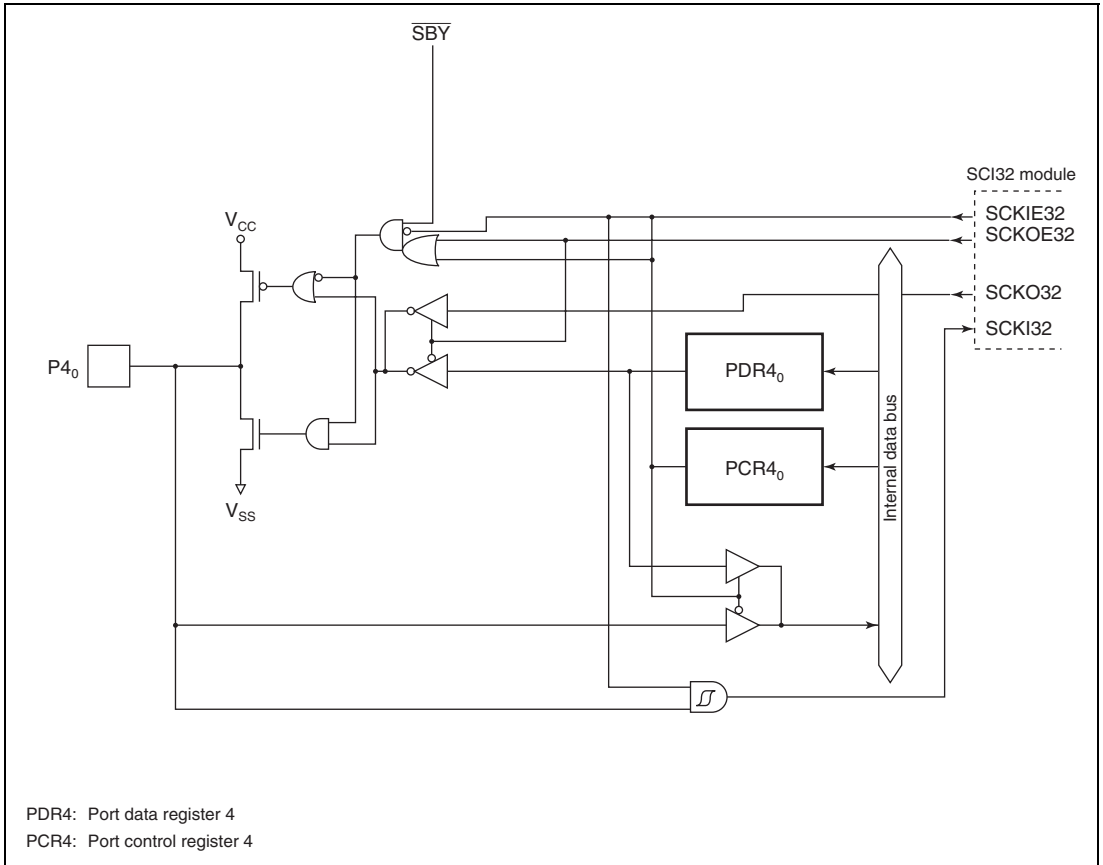 SBY
SCI32 module
SCKIE32
SCKOE32
SCKO32
SCKI32
VCC
P40
VSS
PDR40
PCR40
Internal data bus
PDR4: Port data register 4
PCR4: Port control register 4